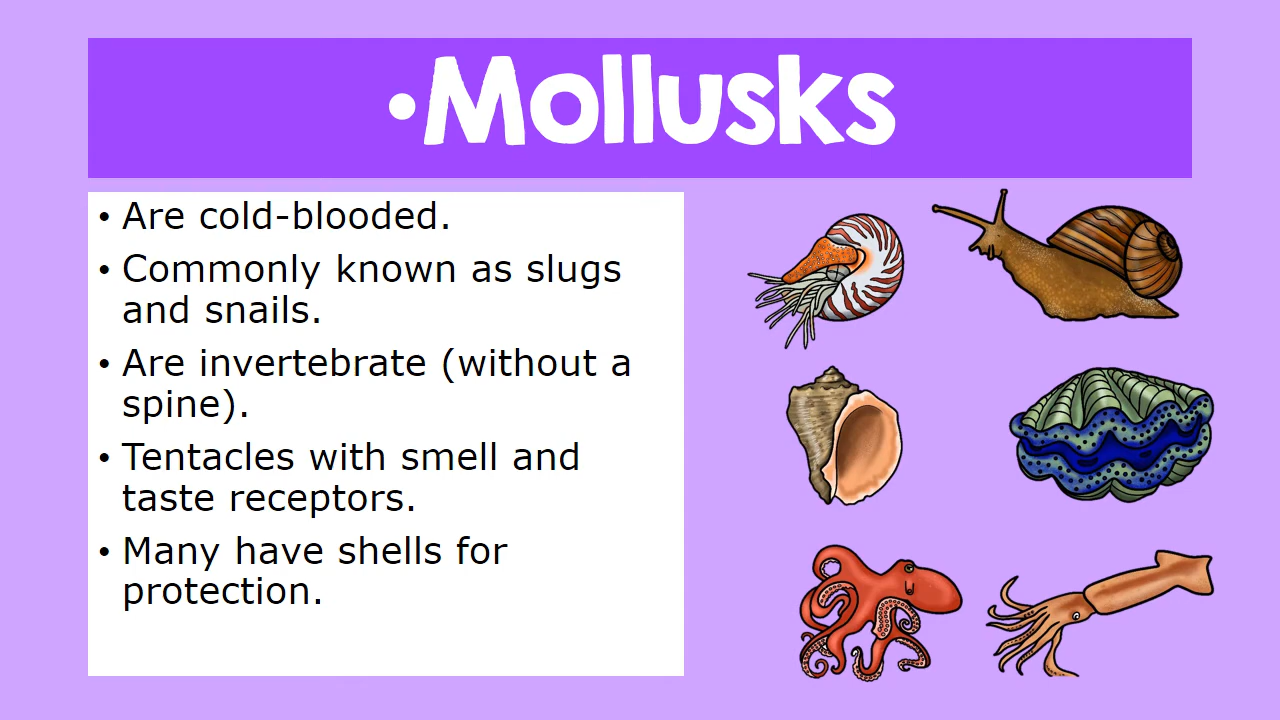 •Mollusks
• Are cold-blooded.
• Commonly known as slugs
and snails.
• Are invertebrate (without a
spine).
• Tentacles with smell and
taste receptors.
• Many have shells for
protection.